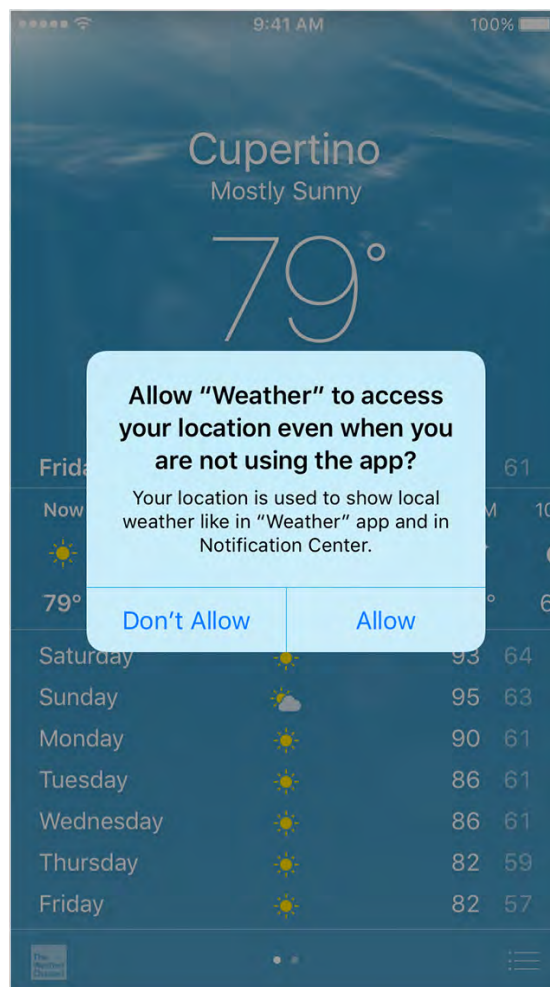 9:41 AM 100%
Cupertino
Mostly Sunny
79°
Allow “Weather” to access
your location even when you
are not using the app?
Your location is used to show local
weather like in “Weather” app and in
Notification Center.
Don’t Allow Allow
61
Now
79°
Saturday 93 64
Sunday 95 63
Monday 90 61
Tuesday 86 61
Wednesday 86 61
Thursday 82 59
Friday 82 57
The
Weather
Channel